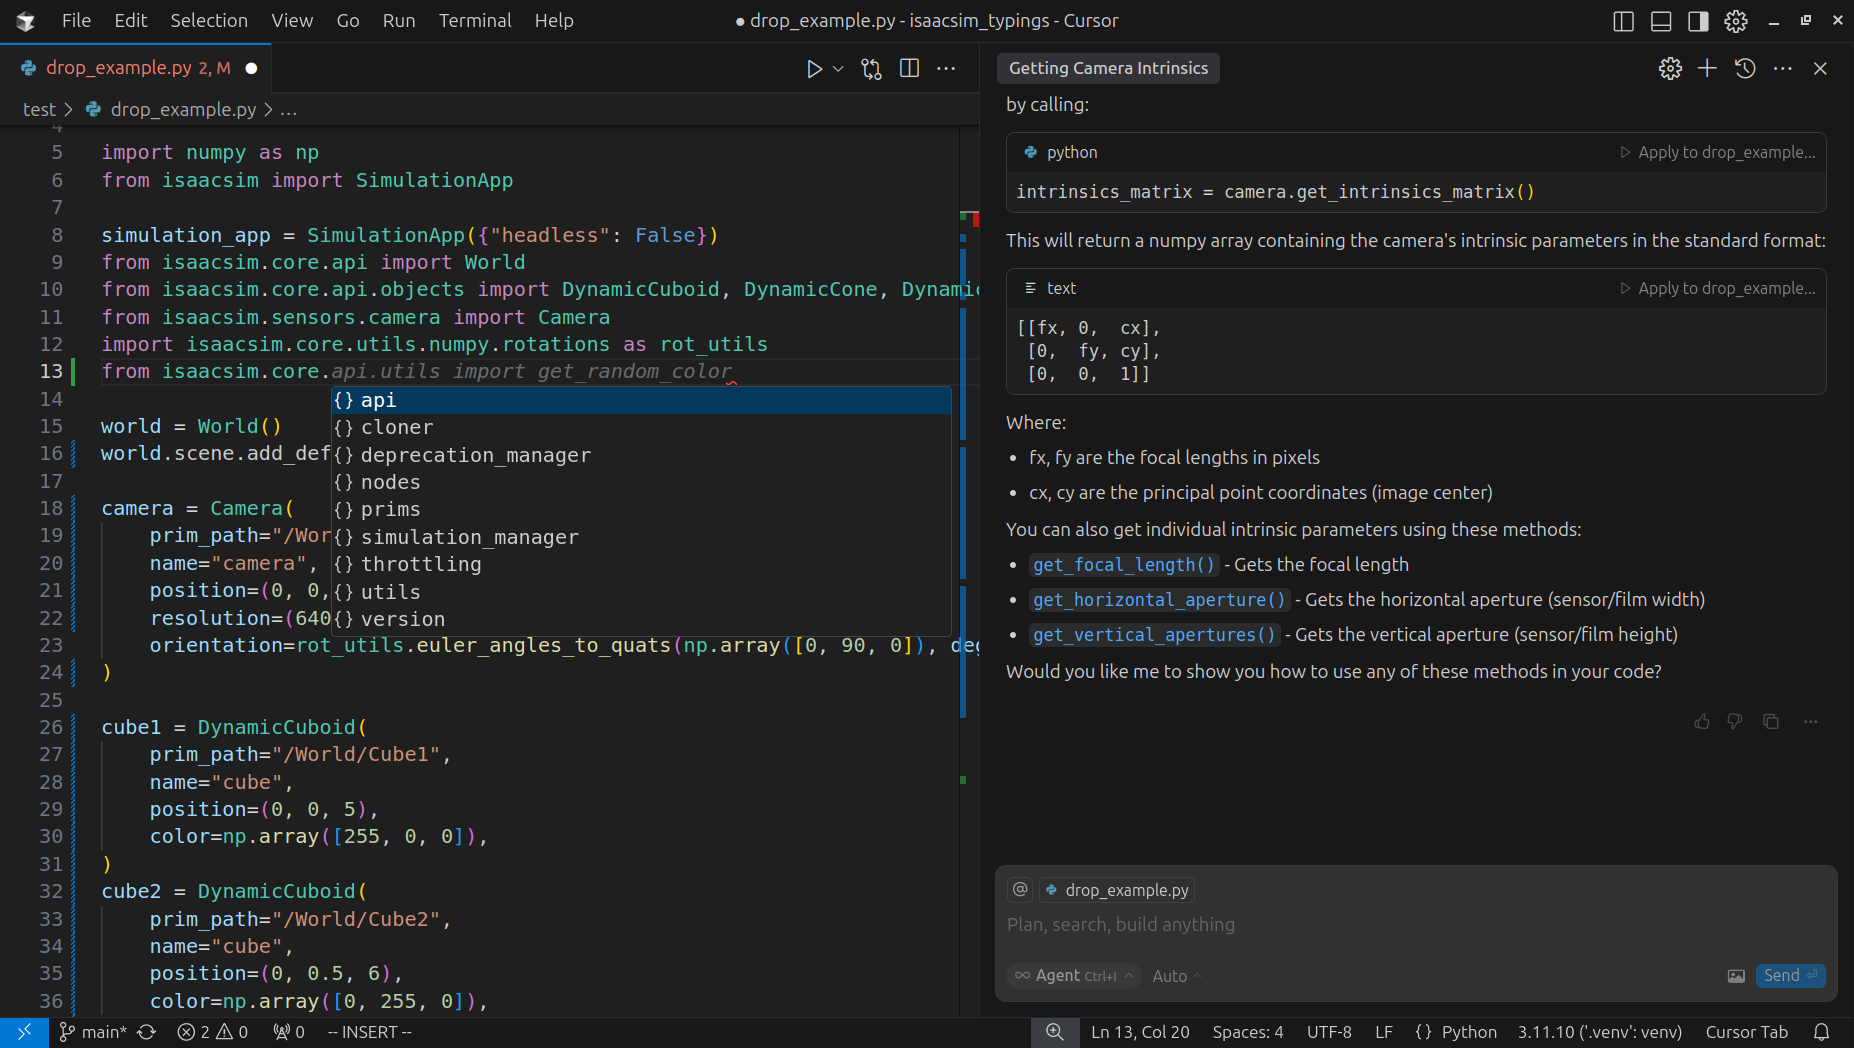 File Edit Selection View Go Run Terminal Help
● drop_example.py - isaacsim_typings - Cursor
drop_example.py 2, M
test > drop_example.py > ...
4
5 import numpy as np
6 from isaacsim import SimulationApp
7
8 simulation_app = SimulationApp({"headless": False})
9 from isaacsim.core.api import World
10 from isaacsim.core.api.objects import DynamicCuboid, DynamicCone, Dynamic
11 from isaacsim.sensors.camera import Camera
12 import isaacsim.core.utils.numpy.rotations as rot_utils
13 from isaacsim.core.api.utils import get_random_color
{} api
{} cloner
{} deprecation_manager
{} nodes
{} prims
{} simulation_manager
{} throttling
{} utils
{} version
14
15 world = World()
16 world.scene.add_def
17
18 camera = Camera(
19 prim_path="/Wor
20 name="camera",
21 position=(0, 0,
22 resolution=(640
23 orientation=rot_utils.euler_angles_to_quats(np.array([0, 90, 0]), deg
24 )
25
26 cube1 = DynamicCuboid(
27 prim_path="/World/Cube1",
28 name="cube",
29 position=(0, 0, 5),
30 color=np.array([255, 0, 0]),
31 )
32 cube2 = DynamicCuboid(
33 prim_path="/World/Cube2",
34 name="cube",
35 position=(0, 0.5, 6),
36 color=np.array([0, 255, 0]),
Getting Camera Intrinsics
by calling:
python
Apply to drop_example...
intrinsics_matrix = camera.get_intrinsics_matrix()
This will return a numpy array containing the camera's intrinsic parameters in the standard format:
text
Apply to drop_example...
[[fx, 0, cx],
[0, fy, cy],
[0, 0, 1]]
Where:
• fx, fy are the focal lengths in pixels
• cx, cy are the principal point coordinates (image center)
You can also get individual intrinsic parameters using these methods:
• get_focal_length() - Gets the focal length
• get_horizontal_aperture() - Gets the horizontal aperture (sensor/film width)
• get_vertical_apertures() - Gets the vertical aperture (sensor/film height)
Would you like me to show you how to use any of these methods in your code?
@ drop_example.py
Plan, search, build anything
∞ Agent Ctrl+I Auto
Send
main* 2 0 0 -- INSERT --
Ln 13, Col 20 Spaces: 4 UTF-8 LF {} Python 3.11.10 ('.venv': venv) Cursor Tab